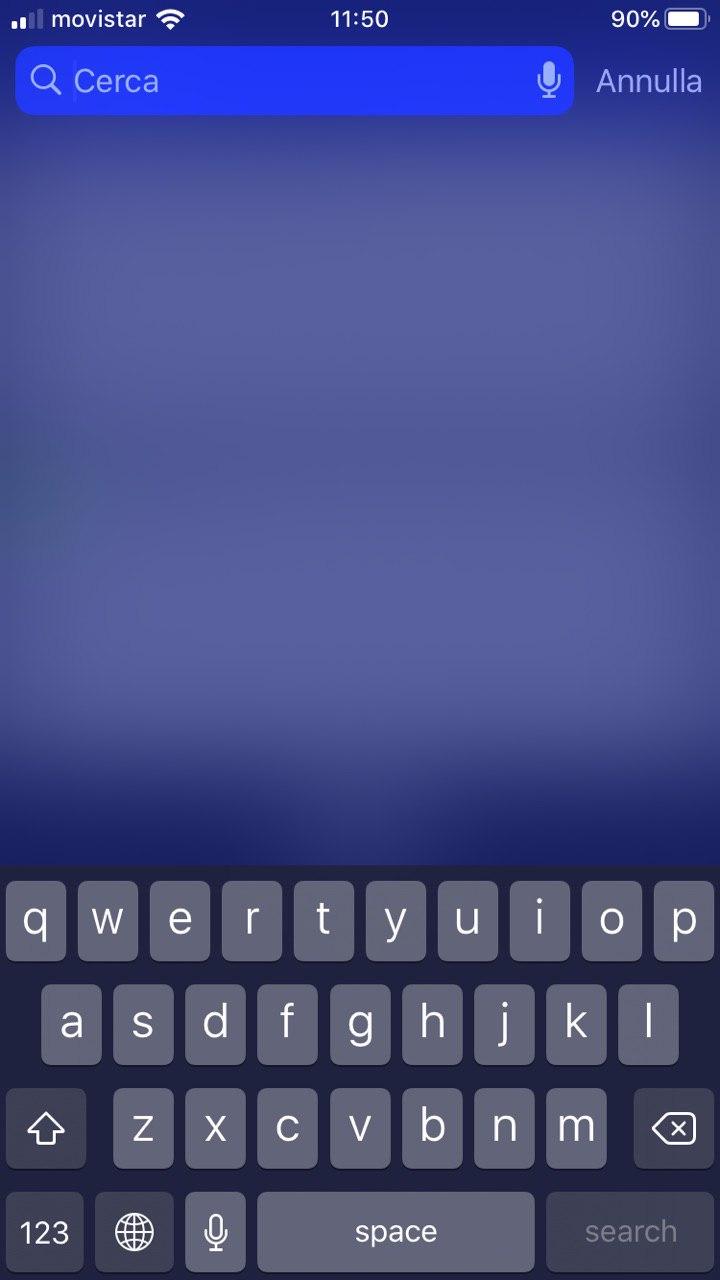 movistar 11:50 90%
Cerca Annulla
q w e r t y u i o p
a s d f g h j k l
z x c v b n m
123 space search